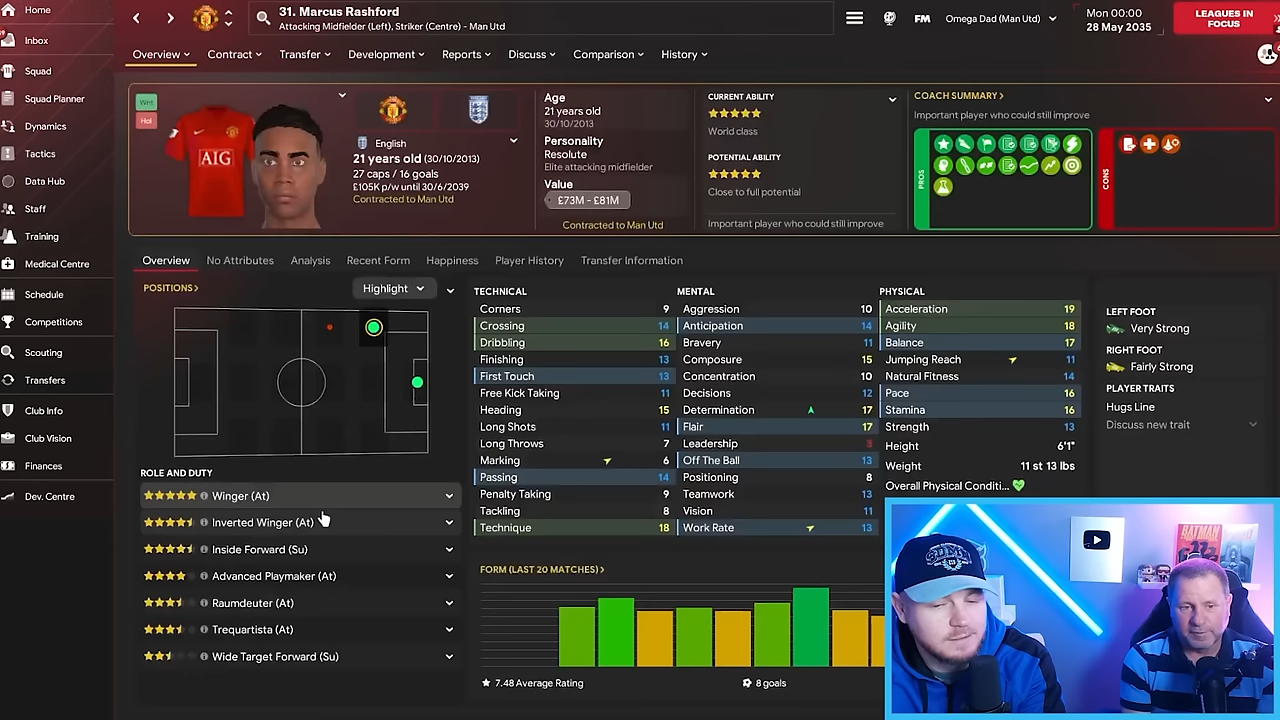 Home
Inbox
Squad
Squad Planner
Dynamics
Tactics
Data Hub
Staff
Training
Medical Centre
Schedule
Competitions
Scouting
Transfers
Club Info
Club Vision
Finances
Dev. Centre
31. Marcus Rashford
Attacking Midfielder (Left), Striker (Centre) - Man Utd
FM
Omega Dad (Man Utd)
Mon 00:00
28 May 2035
LEAGUES IN
FOCUS
Overview
Contract
Transfer
Development
Reports
Discuss
Comparison
History
Wnt
Hol
AIG
English
21 years old (30/10/2013)
27 caps / 16 goals
£105K p/w until 30/6/2039
Contracted to Man Utd
Age
21 years old
30/10/2013
Personality
Resolute
Elite attacking midfielder
Value
£73M - £81M
Contracted to Man Utd
CURRENT ABILITY
World class
POTENTIAL ABILITY
Close to full potential
Important player who could still improve
COACH SUMMARY >
Important player who could still improve
PROS
CONS
Overview
No Attributes
Analysis
Recent Form
Happiness
Player History
Transfer Information
POSITIONS >
Highlight
ROLE AND DUTY
Winger (At)
Inverted Winger (At)
Inside Forward (Su)
Advanced Playmaker (At)
Raumdeuter (At)
Trequartista (At)
Wide Target Forward (Su)
TECHNICAL
Corners 9
Crossing 14
Dribbling 16
Finishing 13
First Touch 13
Free Kick Taking 11
Heading 15
Long Shots 11
Long Throws 7
Marking 6
Passing 14
Penalty Taking 9
Tackling 8
Technique 18
MENTAL
Aggression 10
Anticipation 14
Bravery 11
Composure 15
Concentration 10
Decisions 12
Determination 17
Flair 17
Leadership 3
Off The Ball 13
Positioning 8
Teamwork 13
Vision 11
Work Rate 13
PHYSICAL
Acceleration 19
Agility 18
Balance 17
Jumping Reach 11
Natural Fitness 14
Pace 16
Stamina 16
Strength 13
Height 6'1"
Weight 11 st 13 lbs
Overall Physical Conditi...
LEFT FOOT
Very Strong
RIGHT FOOT
Fairly Strong
PLAYER TRAITS
Hugs Line
Discuss new trait
FORM (LAST 20 MATCHES) >
7.48 Average Rating
8 goals
BATMAN